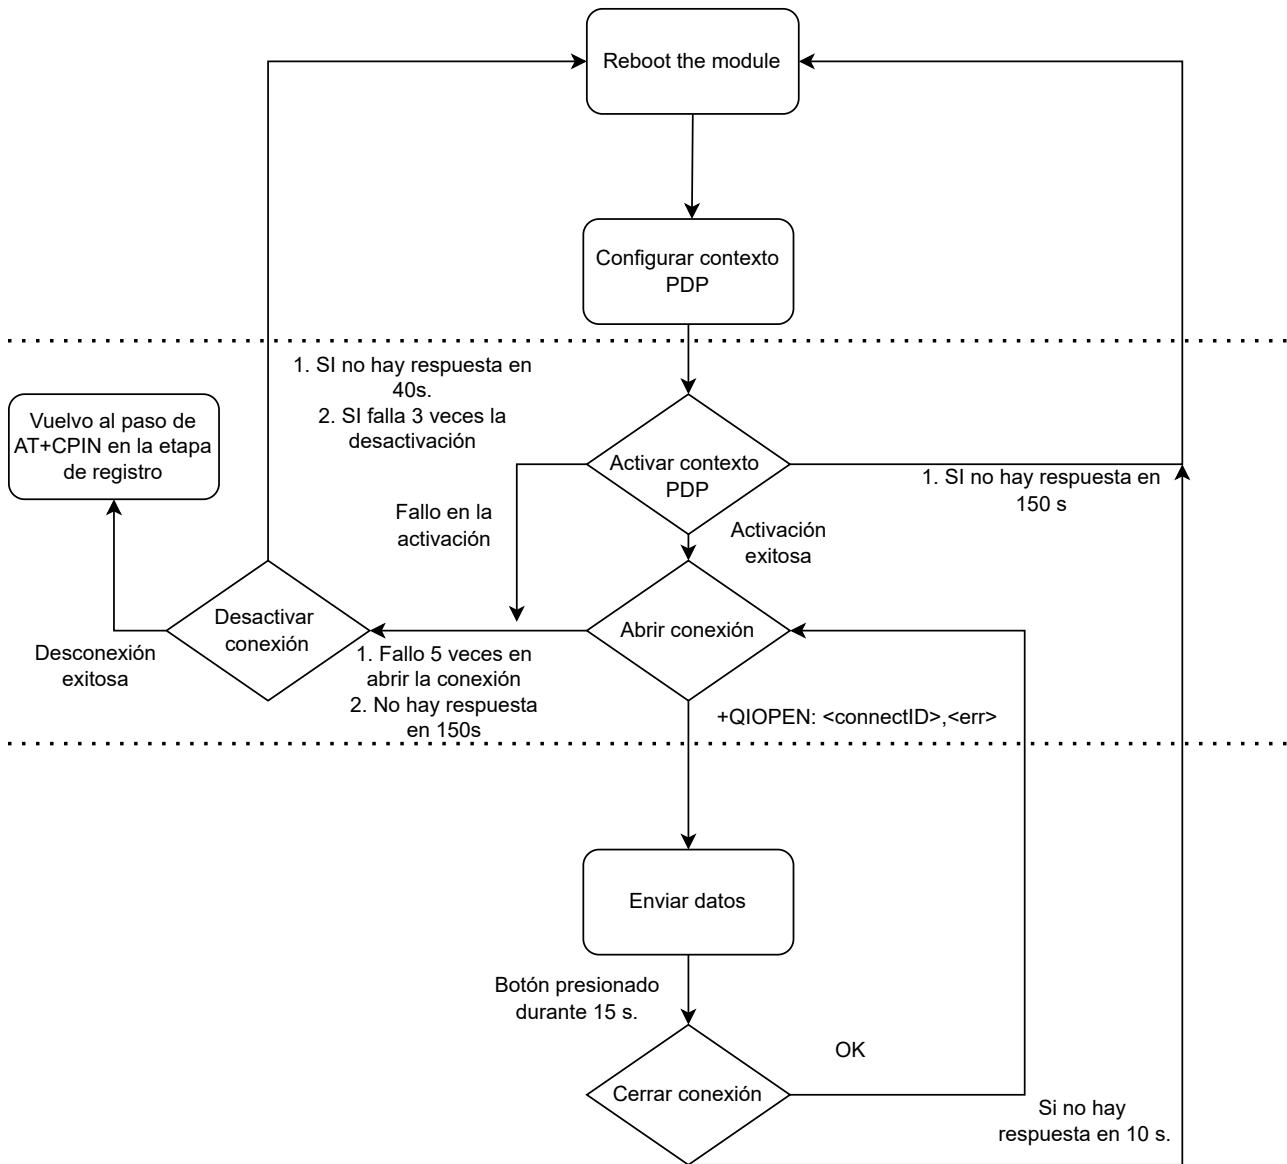 Reboot the module
Configurar contexto
PDP
1. SI no hay respuesta en
40s.
2. SI falla 3 veces la
desactivación
Vuelvo al paso de
AT+CPIN en la etapa
de registro
Activar contexto
PDP
1. SI no hay respuesta en
150 s
Fallo en la
activación
Activación
exitosa
Desactivar
conexión
Abrir conexión
Desconexión
exitosa
1. Fallo 5 veces en
abrir la conexión
2. No hay respuesta
en 150s
+QIOPEN: <connectID>,<err>
Enviar datos
Botón presionado
durante 15 s.
OK
Cerrar conexión
Si no hay
respuesta en 10 s.